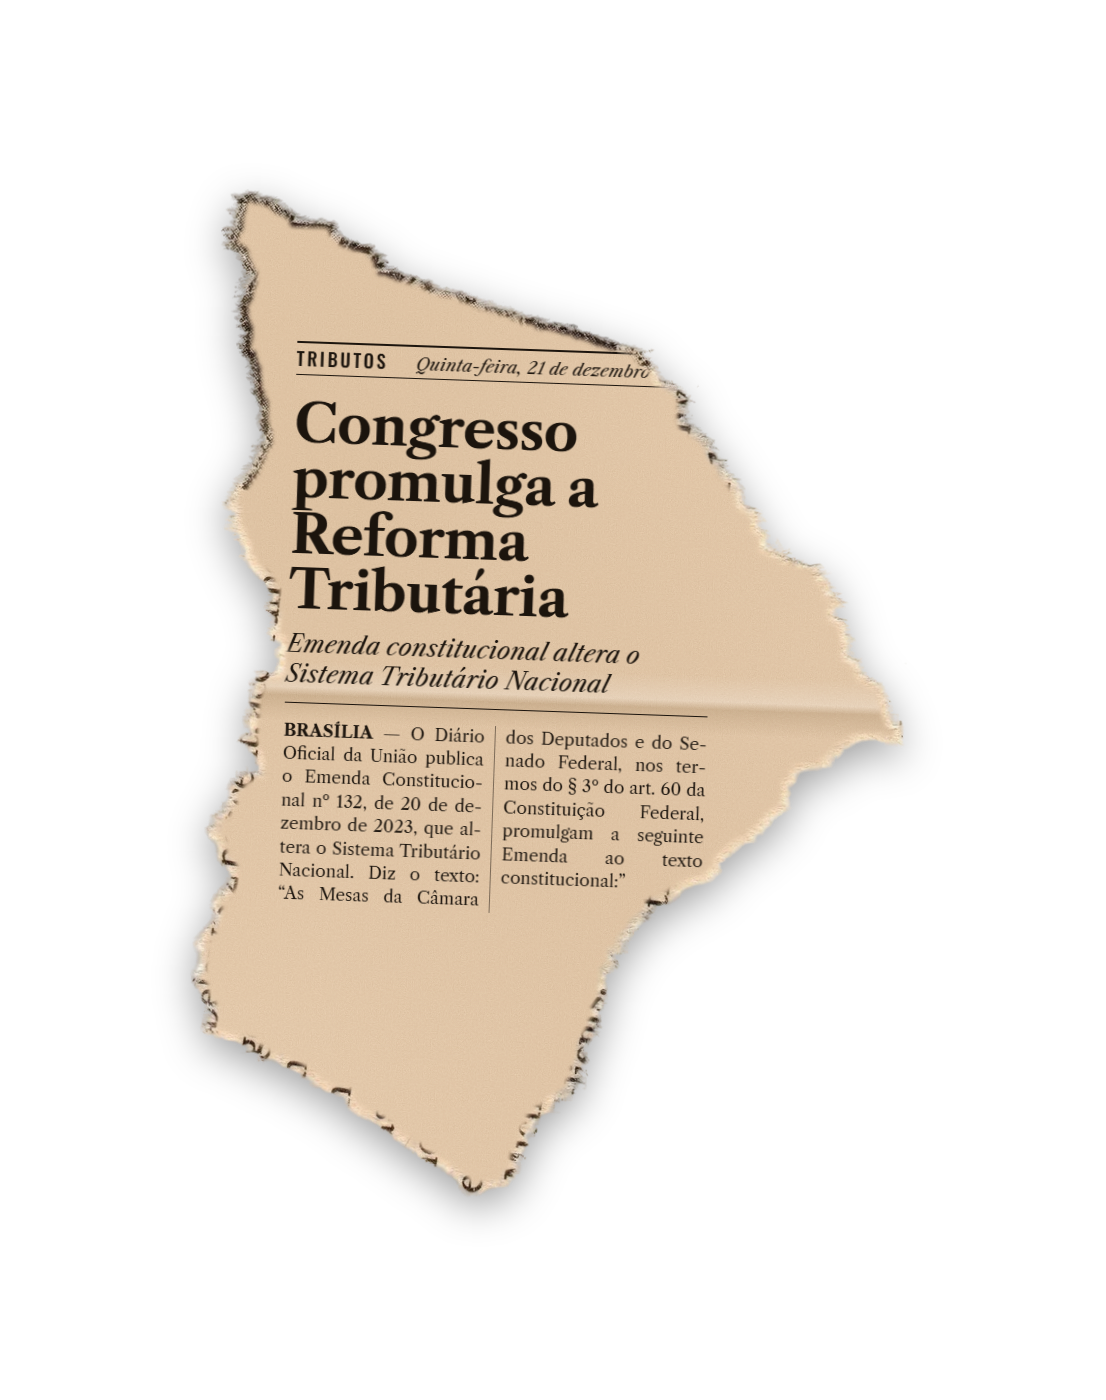 TRIBUTOS Quinta-feira, 21 de dezembro
Congresso
promulga a
Reforma
Tributária
Emenda constitucional altera o
Sistema Tributário Nacional
BRASÍLIA — O Diário
Oficial da União publica
o Emenda Constitucio-
nal nº 132, de 20 de de-
zembro de 2023, que al-
tera o Sistema Tributário
Nacional. Diz o texto:
“As Mesas da Câmara
dos Deputados e do Se-
nado Federal, nos ter-
mos do § 3º do art. 60 da
Constituição Federal,
promulgam a seguinte
Emenda ao texto
constitucional:”